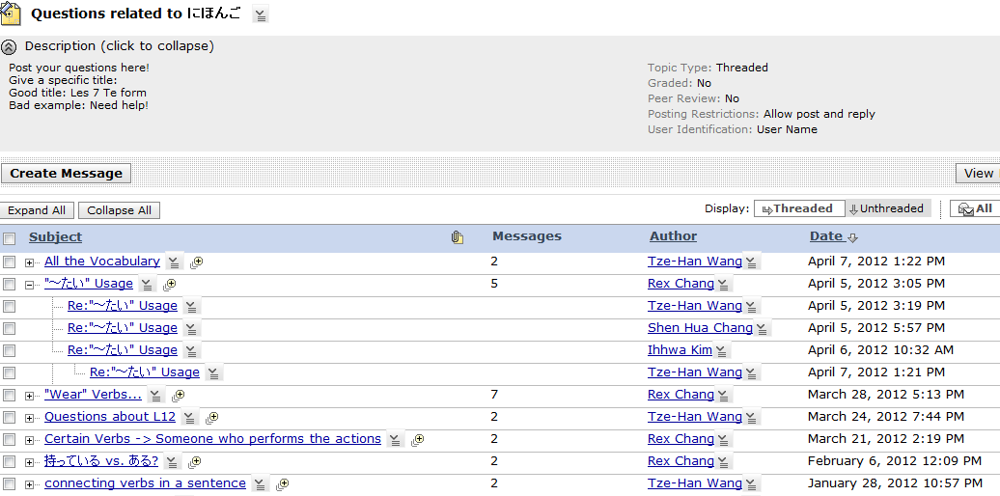 Questions related to にほんご
Description (click to collapse)
Post your questions here!
Give a specific title:
Good title: Les 7 Te form
Bad example: Need help!
Topic Type: Threaded
Graded: No
Peer Review: No
Posting Restrictions: Allow post and reply
User Identification: User Name
Create Message View
Expand All Collapse All Display: Threaded Unthreaded All
Subject Messages Author Date
All the Vocabulary 2 Tze-Han Wang April 7, 2012 1:22 PM
"～たい" Usage 5 Rex Chang April 5, 2012 3:05 PM
Re:"～たい" Usage Tze-Han Wang April 5, 2012 3:19 PM
Re:"～たい" Usage Shen Hua Chang April 5, 2012 5:57 PM
Re:"～たい" Usage Ihhwa Kim April 6, 2012 10:32 AM
Re:"～たい" Usage Tze-Han Wang April 7, 2012 1:21 PM
"Wear" Verbs... 7 Rex Chang March 28, 2012 5:13 PM
Questions about L12 2 Tze-Han Wang March 24, 2012 7:44 PM
Certain Verbs -> Someone who performs the actions 2 Rex Chang March 21, 2012 2:19 PM
持っている vs. ある? 2 Rex Chang February 6, 2012 12:09 PM
connecting verbs in a sentence 2 Tze-Han Wang January 28, 2012 10:57 PM